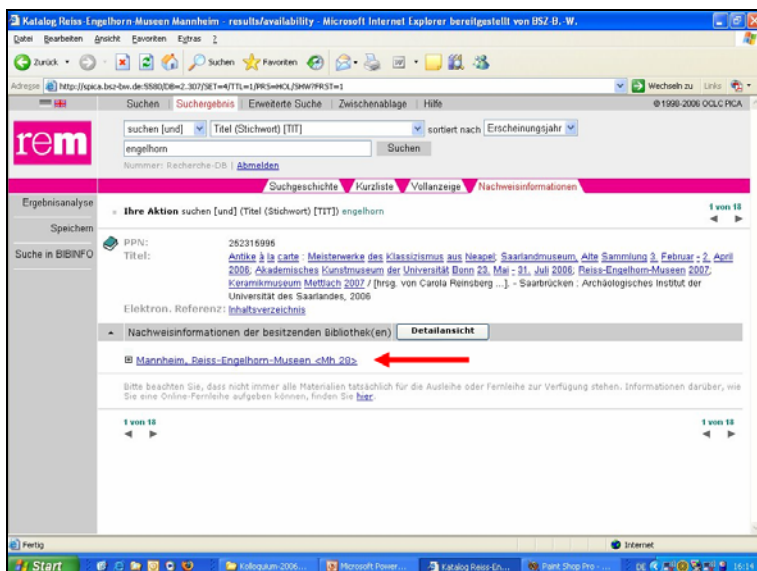 Katalog Reiss-Engelhorn-Museen Mannheim - results/availability - Microsoft Internet Explorer bereitgestellt von BSZ-B.-W.
Datei Bearbeiten Ansicht Favoriten Extras ?
Zurück Suchen Favoriten
Adresse http://spica.bsz-bw.de:5580/DB=2.307/SET=4/TTL=1/PRS=HOL/SHW?FRST=1 Wechseln zu Links
Suchen | Suchergebnis | Erweiterte Suche | Zwischenablage | Hilfe © 1998-2006 OCLC PICA
rem
suchen [und] Titel (Stichwort) [TIT] sortiert nach Erscheinungsjahr
engelhorn Suchen
Nummer: Recherche-DB | Abmelden
Suchgeschichte Kurzliste Vollanzeige Nachweisinformationen
Ergebnisanalyse
Speichern
Suche in BIBINFO
Ihre Aktion suchen [und] (Titel (Stichwort) [TIT]) engelhorn 1 von 18
PPN: 262316996
Titel: Antike à la carte : Meisterwerke des Klassizismus aus Neapel; Saarlandmuseum, Alte Sammlung 3. Februar - 2. April
2006; Akademisches Kunstmuseum der Universität Bonn 23. Mai - 31. Juli 2006; Reiss-Engelhorn-Museen 2007;
Keramikmuseum Mettlach 2007 / [hrsg. von Carola Reinsberg ...]. - Saarbrücken : Archäologisches Institut der
Universität des Saarlandes, 2006
Elektron. Referenz: Inhaltsverzeichnis
Nachweisinformationen der besitzenden Bibliothek(en) Detailansicht
Mannheim, Reiss-Engelhorn-Museen <Mh 28>
Bitte beachten Sie, dass nicht immer alle Materialien tatsächlich für die Ausleihe oder Fernleihe zur Verfügung stehen. Informationen darüber, wie
Sie eine Online-Fernleihe aufgeben können, finden Sie hier.
1 von 18 1 von 18
Fertig Internet
Start Kolloquium-2006... Microsoft Power... Katalog Reiss-En... Paint Shop Pro - ... DE 16:14